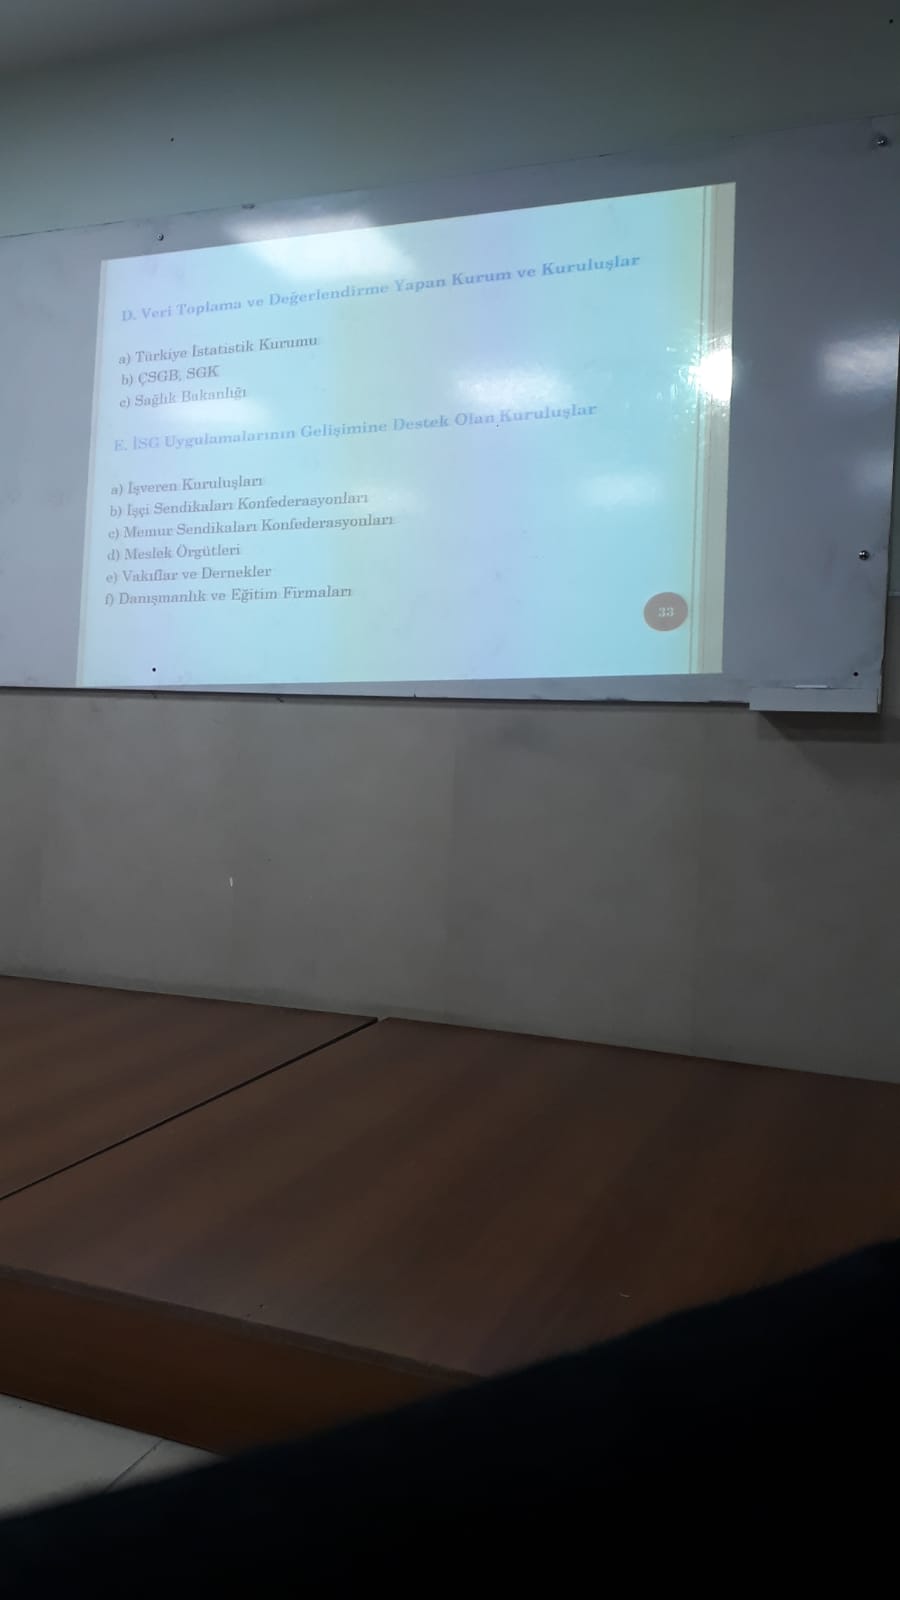 D. Veri Toplama ve Değerlendirme Yapan Kurum ve Kuruluşlar
a) Türkiye İstatistik Kurumu
b) ÇSGB, SGK
c) Sağlık Bakanlığı
E. İSG Uygulamalarının Gelişimine Destek Olan Kuruluşlar
a) İşveren Kuruluşları
b) İşçi Sendikaları Konfederasyonları
c) Memur Sendikaları Konfederasyonları
d) Meslek Örgütleri
e) Vakıflar ve Dernekler
f) Danışmanlık ve Eğitim Firmaları
33